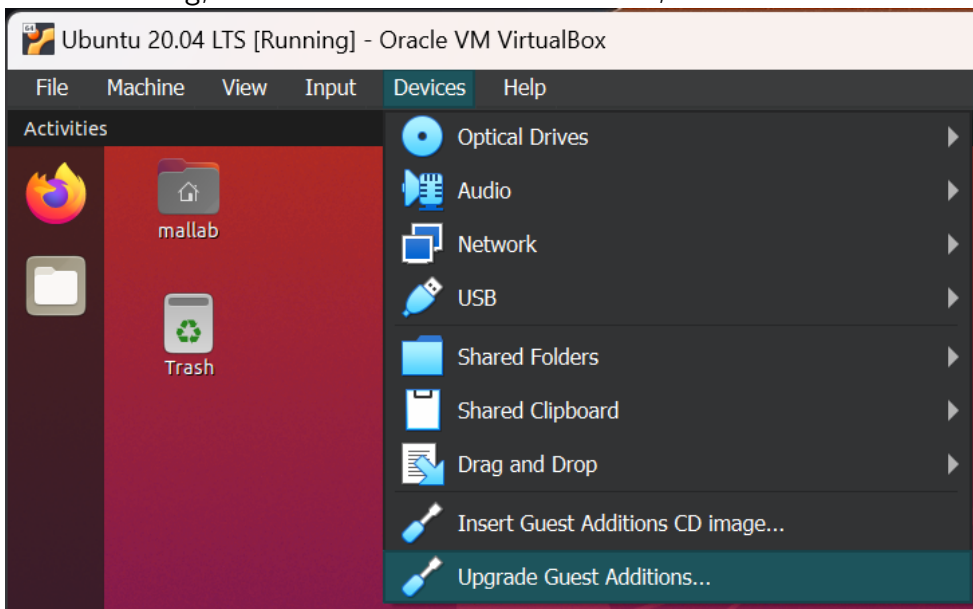 64
Ubuntu 20.04 LTS [Running] - Oracle VM VirtualBox
File Machine View Input Devices Help
Activities
mallab
Trash
Optical Drives
Audio
Network
USB
Shared Folders
Shared Clipboard
Drag and Drop
Insert Guest Additions CD image...
Upgrade Guest Additions...